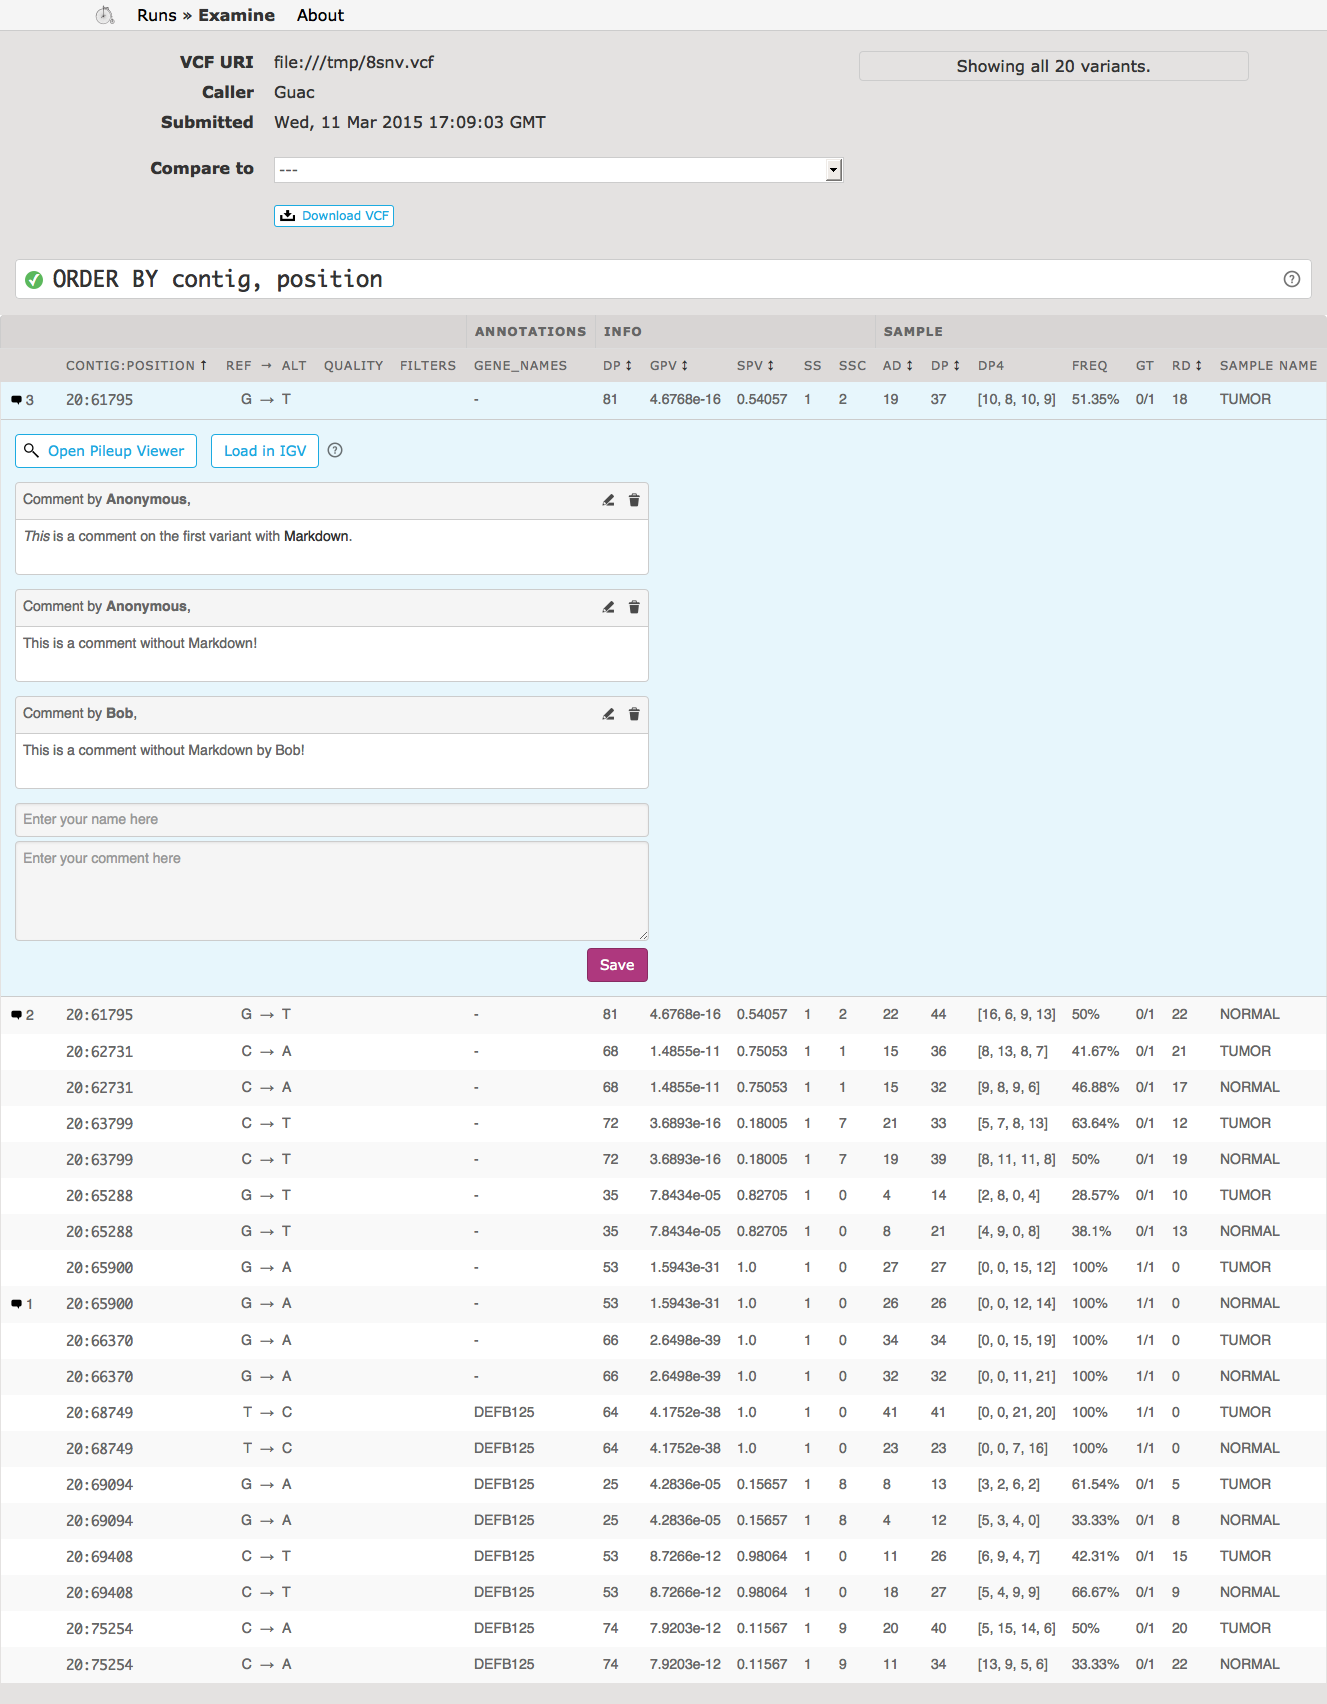 Runs » Examine About
VCF URI file:///tmp/8snv.vcf
Showing all 20 variants.
Caller Guac
Submitted Wed, 11 Mar 2015 17:09:03 GMT
Compare to ---
Download VCF
ORDER BY contig, position ?
ANNOTATIONS INFO SAMPLE
CONTIG:POSITION ↑ REF → ALT QUALITY FILTERS GENE_NAMES DP ↕ GPV ↕ SPV ↕ SS SSC AD ↕ DP ↕ DP4 FREQ GT RD ↕ SAMPLE NAME
3 20:61795 G → T - 81 4.6768e-16 0.54057 1 2 19 37 [10, 8, 10, 9] 51.35% 0/1 18 TUMOR
Open Pileup Viewer Load in IGV ?
Comment by Anonymous,
This is a comment on the first variant with Markdown.
Comment by Anonymous,
This is a comment without Markdown!
Comment by Bob,
This is a comment without Markdown by Bob!
Enter your name here
Enter your comment here
Save
2 20:61795 G → T - 81 4.6768e-16 0.54057 1 2 22 44 [16, 6, 9, 13] 50% 0/1 22 NORMAL
20:62731 C → A - 68 1.4855e-11 0.75053 1 1 15 36 [8, 13, 8, 7] 41.67% 0/1 21 TUMOR
20:62731 C → A - 68 1.4855e-11 0.75053 1 1 15 32 [9, 8, 9, 6] 46.88% 0/1 17 NORMAL
20:63799 C → T - 72 3.6893e-16 0.18005 1 7 21 33 [5, 7, 8, 13] 63.64% 0/1 12 TUMOR
20:63799 C → T - 72 3.6893e-16 0.18005 1 7 19 39 [8, 11, 11, 8] 50% 0/1 19 NORMAL
20:65288 G → T - 35 7.8434e-05 0.82705 1 0 4 14 [2, 8, 0, 4] 28.57% 0/1 10 TUMOR
20:65288 G → T - 35 7.8434e-05 0.82705 1 0 8 21 [4, 9, 0, 8] 38.1% 0/1 13 NORMAL
20:65900 G → A - 53 1.5943e-31 1.0 1 0 27 27 [0, 0, 15, 12] 100% 1/1 0 TUMOR
1 20:65900 G → A - 53 1.5943e-31 1.0 1 0 26 26 [0, 0, 12, 14] 100% 1/1 0 NORMAL
20:66370 G → A - 66 2.6498e-39 1.0 1 0 34 34 [0, 0, 15, 19] 100% 1/1 0 TUMOR
20:66370 G → A - 66 2.6498e-39 1.0 1 0 32 32 [0, 0, 11, 21] 100% 1/1 0 NORMAL
20:68749 T → C DEFB125 64 4.1752e-38 1.0 1 0 41 41 [0, 0, 21, 20] 100% 1/1 0 TUMOR
20:68749 T → C DEFB125 64 4.1752e-38 1.0 1 0 23 23 [0, 0, 7, 16] 100% 1/1 0 NORMAL
20:69094 G → A DEFB125 25 4.2836e-05 0.15657 1 8 8 13 [3, 2, 6, 2] 61.54% 0/1 5 TUMOR
20:69094 G → A DEFB125 25 4.2836e-05 0.15657 1 8 4 12 [5, 3, 4, 0] 33.33% 0/1 8 NORMAL
20:69408 C → T DEFB125 53 8.7266e-12 0.98064 1 0 11 26 [6, 9, 4, 7] 42.31% 0/1 15 TUMOR
20:69408 C → T DEFB125 53 8.7266e-12 0.98064 1 0 18 27 [5, 4, 9, 9] 66.67% 0/1 9 NORMAL
20:75254 C → A DEFB125 74 7.9203e-12 0.11567 1 9 20 40 [5, 15, 14, 6] 50% 0/1 20 TUMOR
20:75254 C → A DEFB125 74 7.9203e-12 0.11567 1 9 11 34 [13, 9, 5, 6] 33.33% 0/1 22 NORMAL